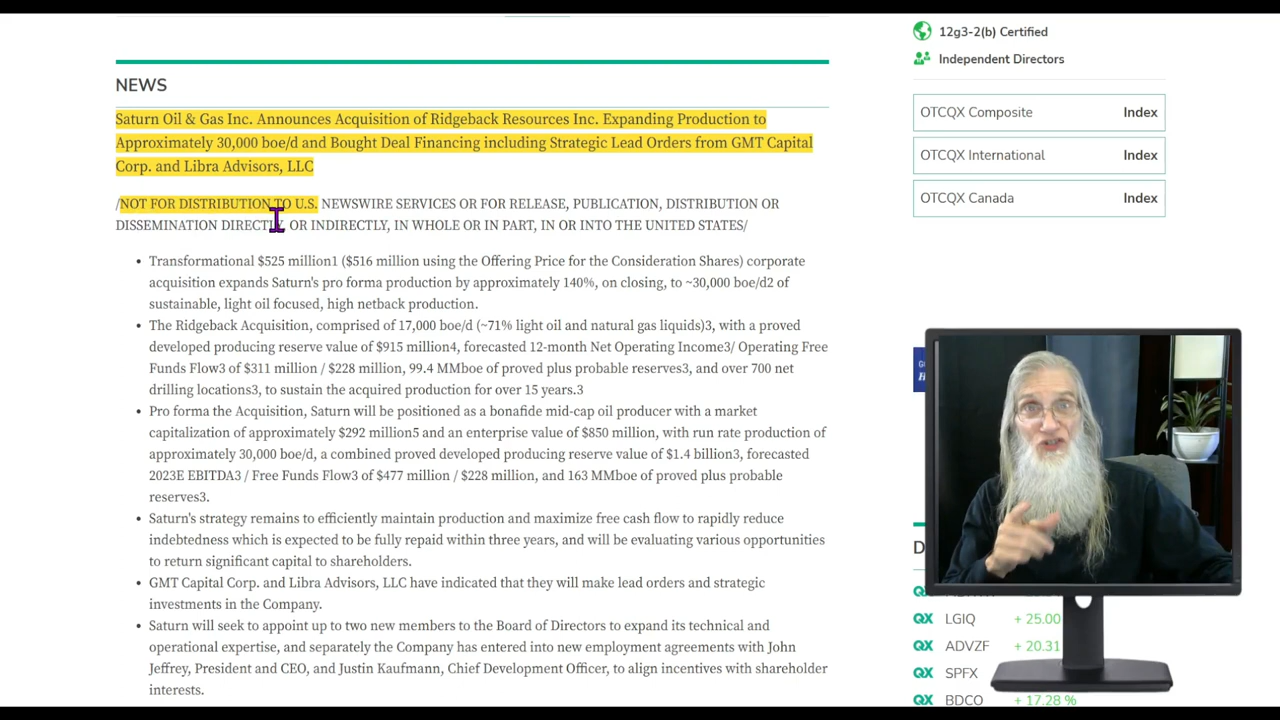 12g3-2(b) Certified
Independent Directors
NEWS
OTCQX Composite Index
OTCQX International Index
OTCQX Canada Index
Saturn Oil & Gas Inc. Announces Acquisition of Ridgeback Resources Inc. Expanding Production to
Approximately 30,000 boe/d and Bought Deal Financing including Strategic Lead Orders from GMT Capital
Corp. and Libra Advisors, LLC
/NOT FOR DISTRIBUTION TO U.S. NEWSWIRE SERVICES OR FOR RELEASE, PUBLICATION, DISTRIBUTION OR
DISSEMINATION DIRECTLY, OR INDIRECTLY, IN WHOLE OR IN PART, IN OR INTO THE UNITED STATES/
• Transformational $525 million1 ($516 million using the Offering Price for the Consideration Shares) corporate
acquisition expands Saturn's pro forma production by approximately 140%, on closing, to ~30,000 boe/d2 of
sustainable, light oil focused, high netback production.
• The Ridgeback Acquisition, comprised of 17,000 boe/d (~71% light oil and natural gas liquids)3, with a proved
developed producing reserve value of $915 million4, forecasted 12-month Net Operating Income3/ Operating Free
Funds Flow3 of $311 million / $228 million, 99.4 MMboe of proved plus probable reserves3, and over 700 net
drilling locations3, to sustain the acquired production for over 15 years.3
• Pro forma the Acquisition, Saturn will be positioned as a bonafide mid-cap oil producer with a market
capitalization of approximately $292 million5 and an enterprise value of $850 million, with run rate production of
approximately 30,000 boe/d, a combined proved developed producing reserve value of $1.4 billion3, forecasted
2023E EBITDA3 / Free Funds Flow3 of $477 million / $228 million, and 163 MMboe of proved plus probable
reserves3.
• Saturn's strategy remains to efficiently maintain production and maximize free cash flow to rapidly reduce
indebtedness which is expected to be fully repaid within three years, and will be evaluating various opportunities
to return significant capital to shareholders.
• GMT Capital Corp. and Libra Advisors, LLC have indicated that they will make lead orders and strategic
investments in the Company.
• Saturn will seek to appoint up to two new members to the Board of Directors to expand its technical and
operational expertise, and separately the Company has entered into new employment agreements with John
Jeffrey, President and CEO, and Justin Kaufmann, Chief Development Officer, to align incentives with shareholder
interests.
QX LGIQ + 25.00
QX ADVZF + 20.31
QX SPFX
QX BDCO + 17.28 %